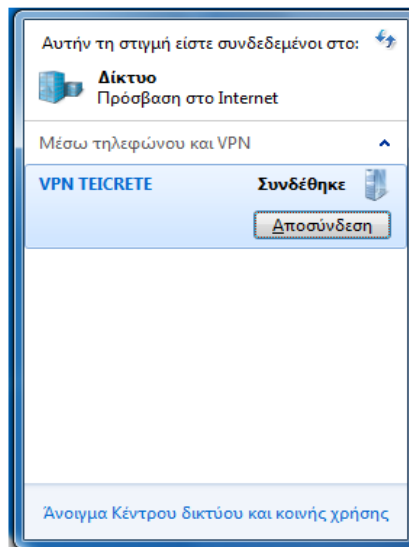 Αυτήν τη στιγμή είστε συνδεδεμένοι στο:
Δίκτυο
Πρόσβαση στο Internet
Μέσω τηλεφώνου και VPN
VPN TEICRETE Συνδέθηκε
Αποσύνδεση
Άνοιγμα Κέντρου δικτύου και κοινής χρήσης